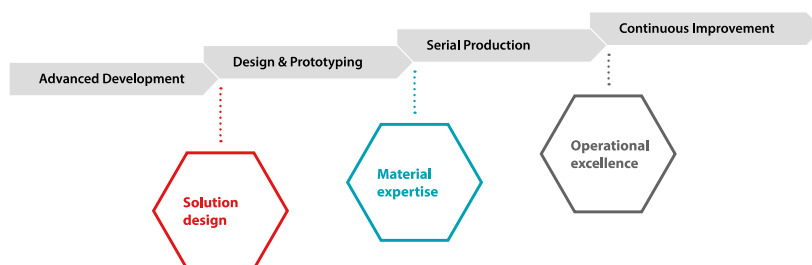 Advanced Development
Design & Prototyping
Serial Production
Continuous Improvement
Solution
design
Material
expertise
Operational
excellence